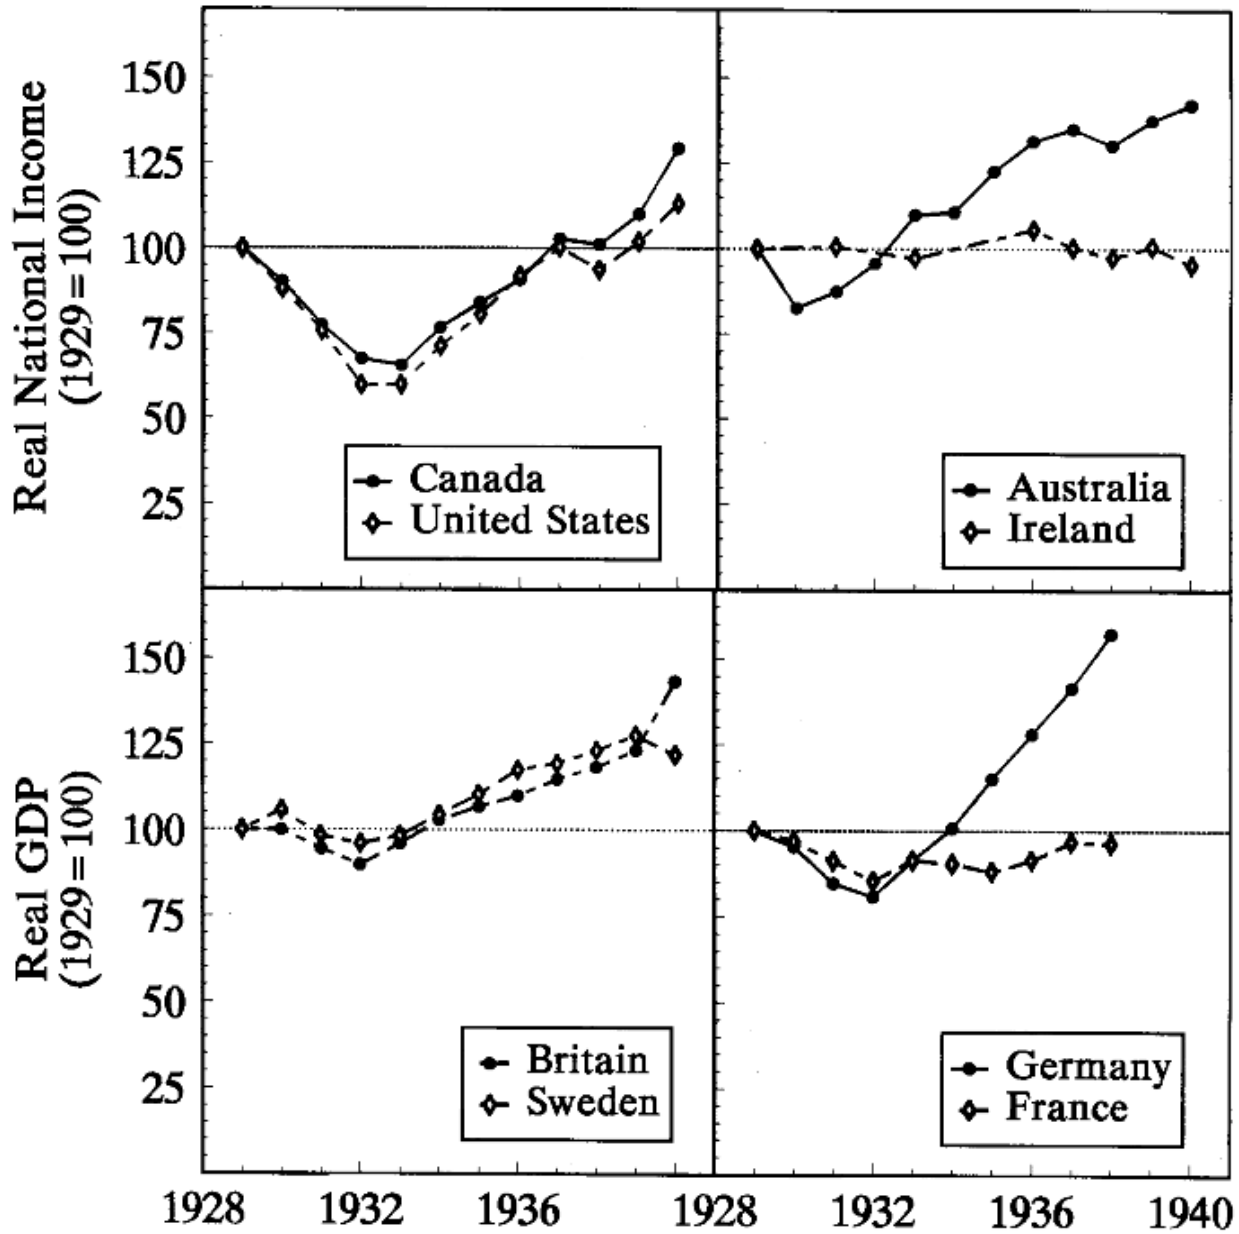 Real National Income
(1929=100)
150
125
100
75
50
25
Canada
United States
Australia
Ireland
Real GDP
(1929=100)
150
125
100
75
50
25
Britain
Sweden
Germany
France
1928 1932 1936 1928 1932 1936 1940